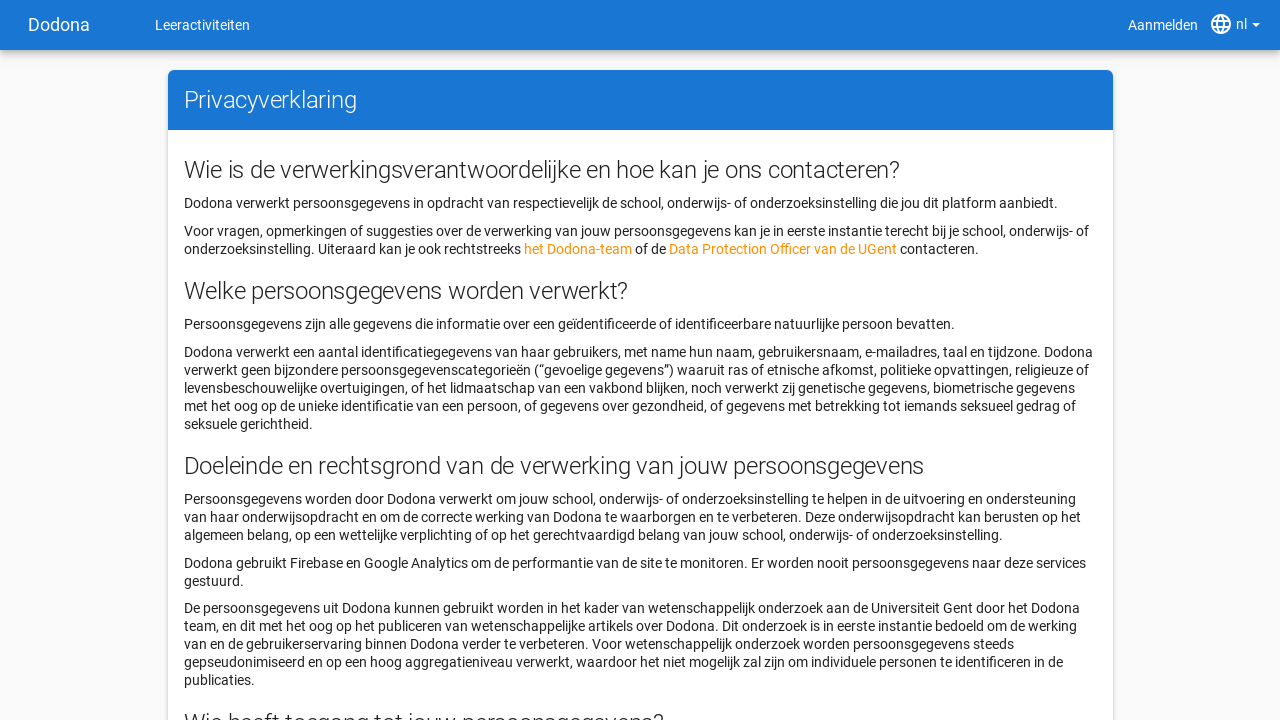 Dodona
Leeractiviteiten
Aanmelden
nl
Privacyverklaring
Wie is de verwerkingsverantwoordelijke en hoe kan je ons contacteren?
Dodona verwerkt persoonsgegevens in opdracht van respectievelijk de school, onderwijs- of onderzoeksinstelling die jou dit platform aanbiedt.
Voor vragen, opmerkingen of suggesties over de verwerking van jouw persoonsgegevens kan je in eerste instantie terecht bij je school, onderwijs- of
onderzoeksinstelling. Uiteraard kan je ook rechtstreeks het Dodona-team of de Data Protection Officer van de UGent contacteren.
Welke persoonsgegevens worden verwerkt?
Persoonsgegevens zijn alle gegevens die informatie over een geïdentificeerde of identificeerbare natuurlijke persoon bevatten.
Dodona verwerkt een aantal identificatiegegevens van haar gebruikers, met name hun naam, gebruikersnaam, e-mailadres, taal en tijdzone. Dodona
verwerkt geen bijzondere persoonsgegevenscategorieën (“gevoelige gegevens”) waaruit ras of etnische afkomst, politieke opvattingen, religieuze of
levensbeschouwelijke overtuigingen, of het lidmaatschap van een vakbond blijken, noch verwerkt zij genetische gegevens, biometrische gegevens
met het oog op de unieke identificatie van een persoon, of gegevens over gezondheid, of gegevens met betrekking tot iemands seksueel gedrag of
seksuele gerichtheid.
Doeleinde en rechtsgrond van de verwerking van jouw persoonsgegevens
Persoonsgegevens worden door Dodona verwerkt om jouw school, onderwijs- of onderzoeksinstelling te helpen in de uitvoering en ondersteuning
van haar onderwijsopdracht en om de correcte werking van Dodona te waarborgen en te verbeteren. Deze onderwijsopdracht kan berusten op het
algemeen belang, op een wettelijke verplichting of op het gerechtvaardigd belang van jouw school, onderwijs- of onderzoeksinstelling.
Dodona gebruikt Firebase en Google Analytics om de performantie van de site te monitoren. Er worden nooit persoonsgegevens naar deze services
gestuurd.
De persoonsgegevens uit Dodona kunnen gebruikt worden in het kader van wetenschappelijk onderzoek aan de Universiteit Gent door het Dodona
team, en dit met het oog op het publiceren van wetenschappelijke artikels over Dodona. Dit onderzoek is in eerste instantie bedoeld om de werking
van en de gebruikerservaring binnen Dodona verder te verbeteren. Voor wetenschappelijk onderzoek worden persoonsgegevens steeds
gepseudonimiseerd en op een hoog aggregatieniveau verwerkt, waardoor het niet mogelijk zal zijn om individuele personen te identificeren in de
publicaties.
Wie heeft toegang tot jouw persoonsgegevens?